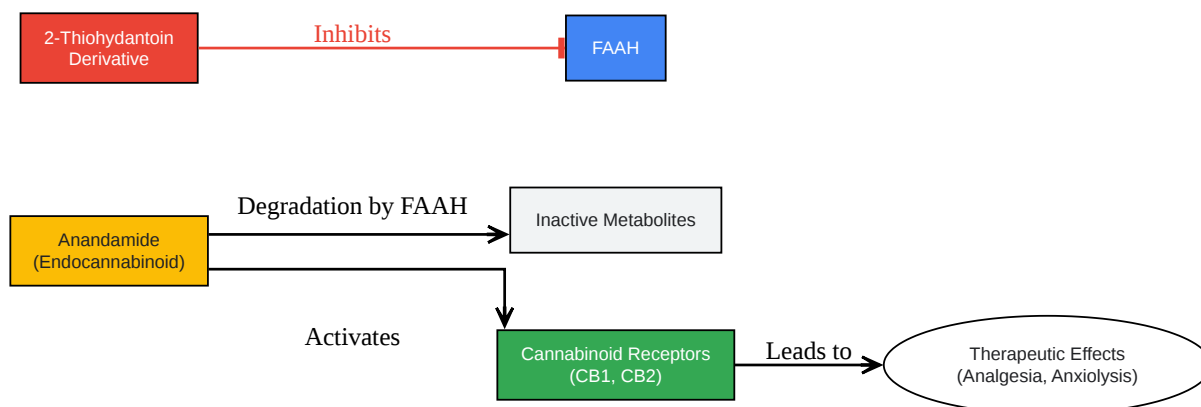 2-Thiohydantoin
Derivative
Inhibits
FAAH
Degradation by FAAH
Inactive Metabolites
Anandamide
(Endocannabinoid)
Activates
Cannabinoid Receptors
(CB1, CB2)
Leads to
Therapeutic Effects
(Analgesia, Anxiolysis)